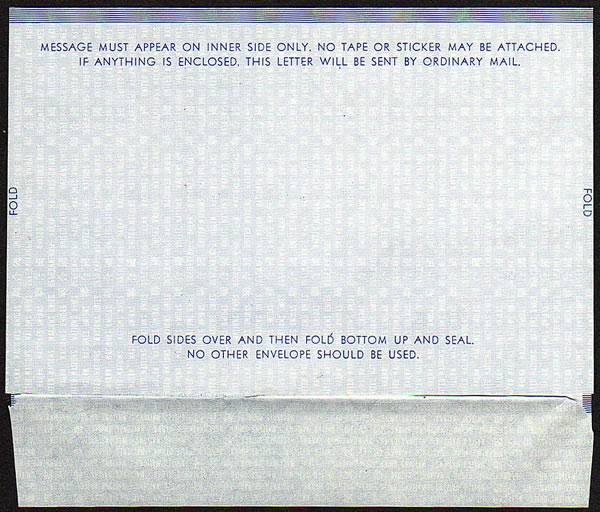 MESSAGE MUST APPEAR ON INNER SIDE ONLY. NO TAPE OR STICKER MAY BE ATTACHED.
IF ANYTHING IS ENCLOSED, THIS LETTER WILL BE SENT BY ORDINARY MAIL.
FOLD
FOLD
FOLD SIDES OVER AND THEN FOLD BOTTOM UP AND SEAL.
NO OTHER ENVELOPE SHOULD BE USED.